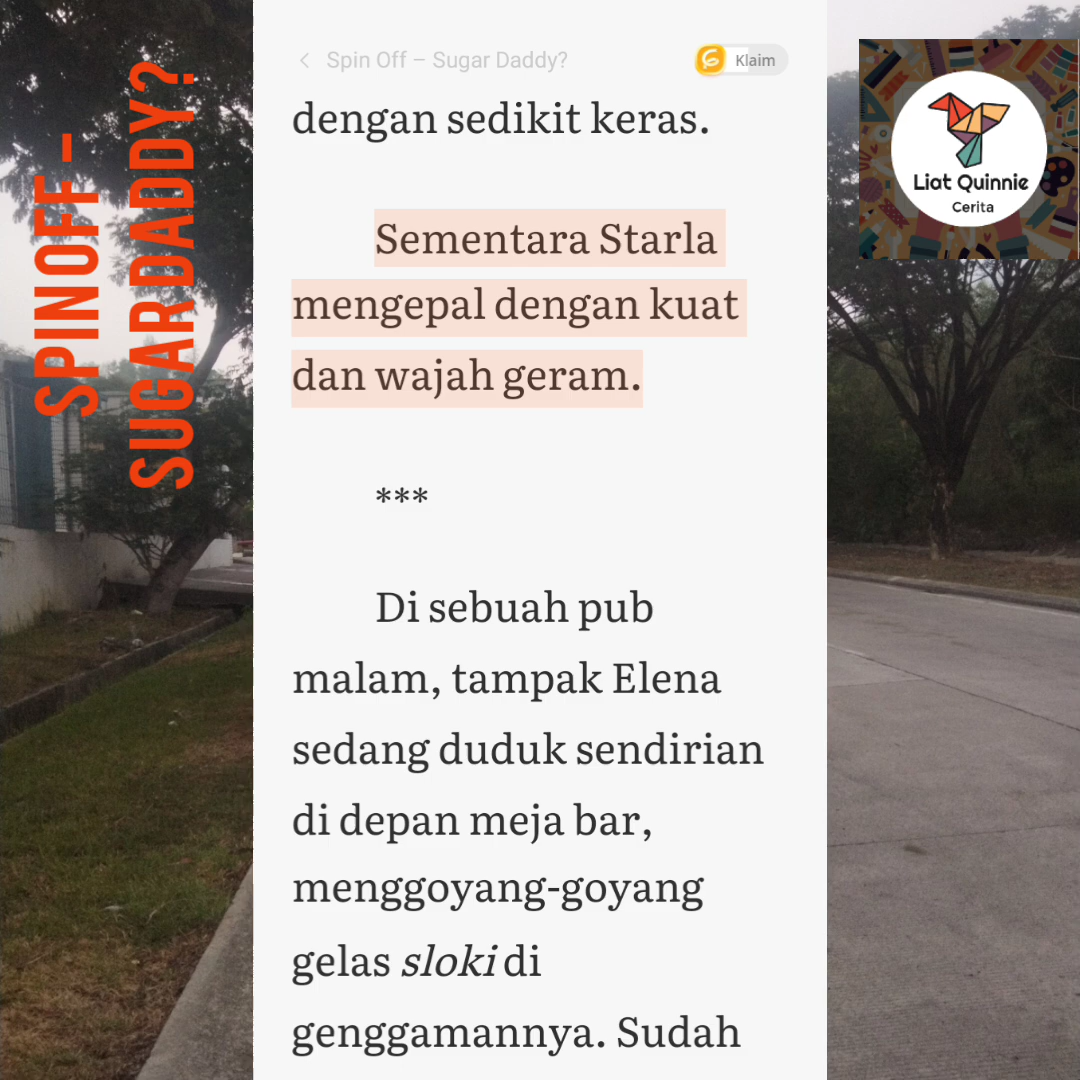 SPIN OFF –
SUGAR DADDY?
Spin Off – Sugar Daddy?
Klaim
dengan sedikit keras.
Sementara Starla
mengepal dengan kuat
dan wajah geram.
***
Di sebuah pub
malam, tampak Elena
sedang duduk sendirian
di depan meja bar,
menggoyang-goyang
gelas sloki di
genggamannya. Sudah
Liat Quinnie
Cerita